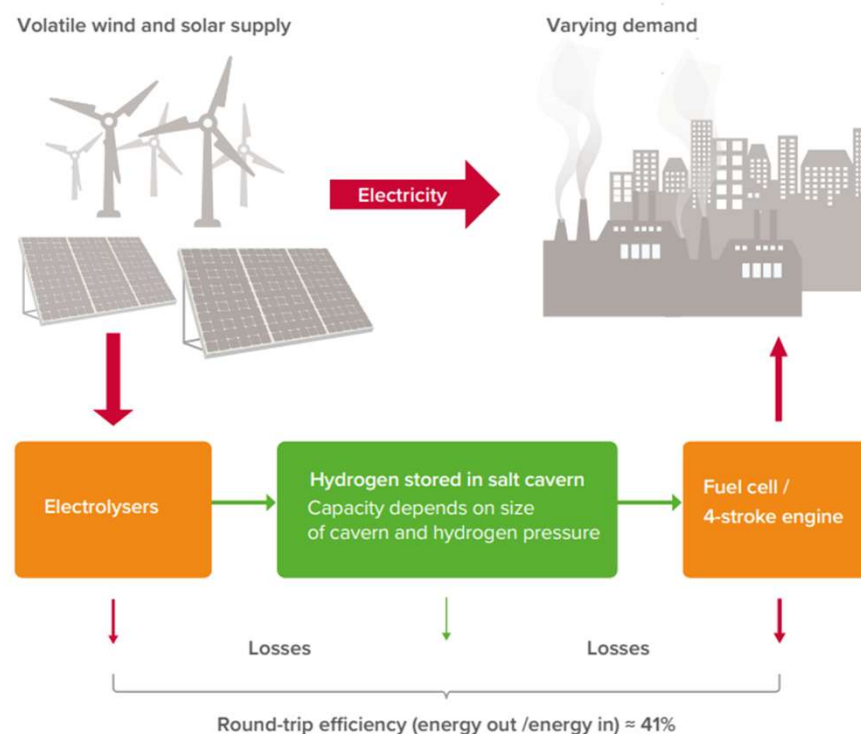 Volatile wind and solar supply
Varying demand
Electricity
Electrolysers
Hydrogen stored in salt cavern
Capacity depends on size
of cavern and hydrogen pressure
Fuel cell /
4-stroke engine
Losses
Losses
Round-trip efficiency (energy out /energy in) ≈ 41%